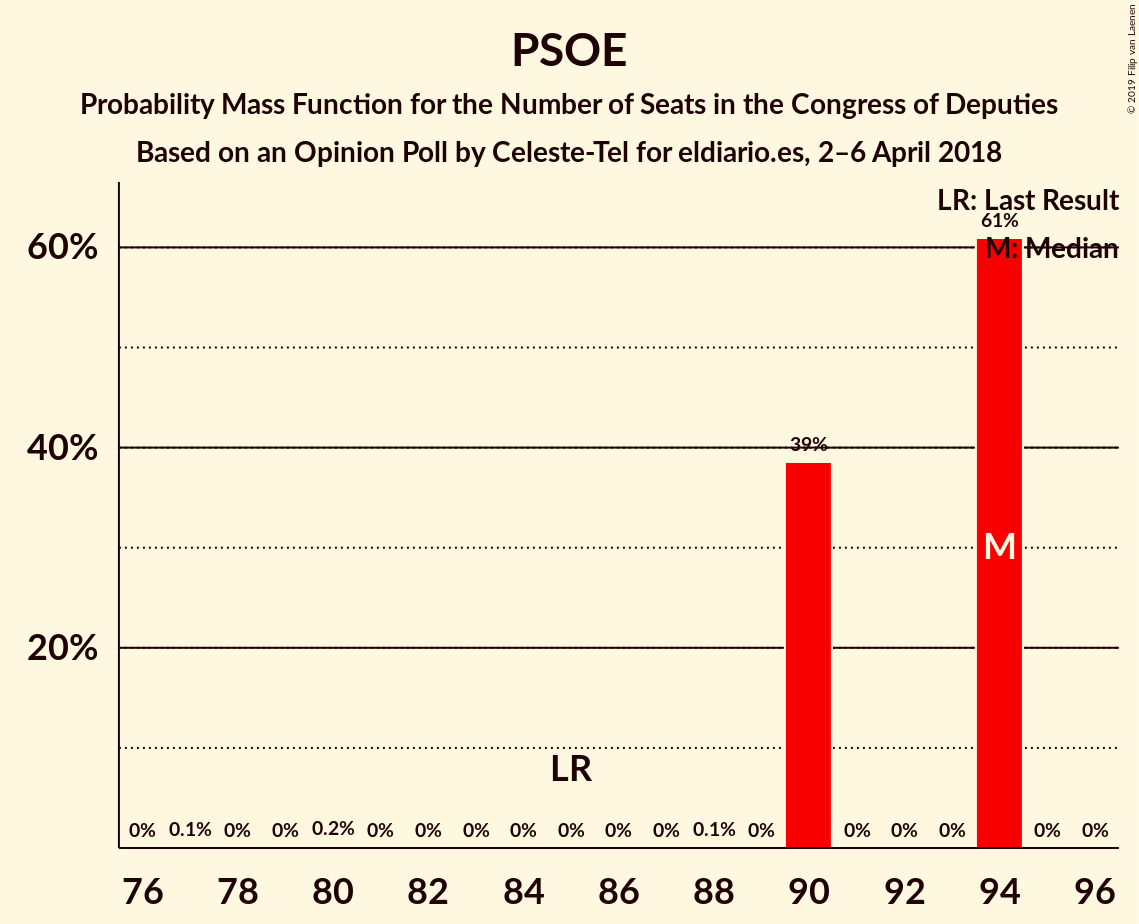 PSOE
Probability Mass Function for the Number of Seats in the Congress of Deputies
Based on an Opinion Poll by Celeste-Tel for eldiario.es, 2–6 April 2018
© 2019 Filip van Laenen
LR: Last Result
M: Median
61%
60%
39%
40%
M
20%
LR
0% 0.1% 0% 0% 0.2% 0% 0% 0% 0% 0% 0% 0% 0.1% 0% 0% 0% 0% 0% 0%
76 78 80 82 84 86 88 90 92 94 96